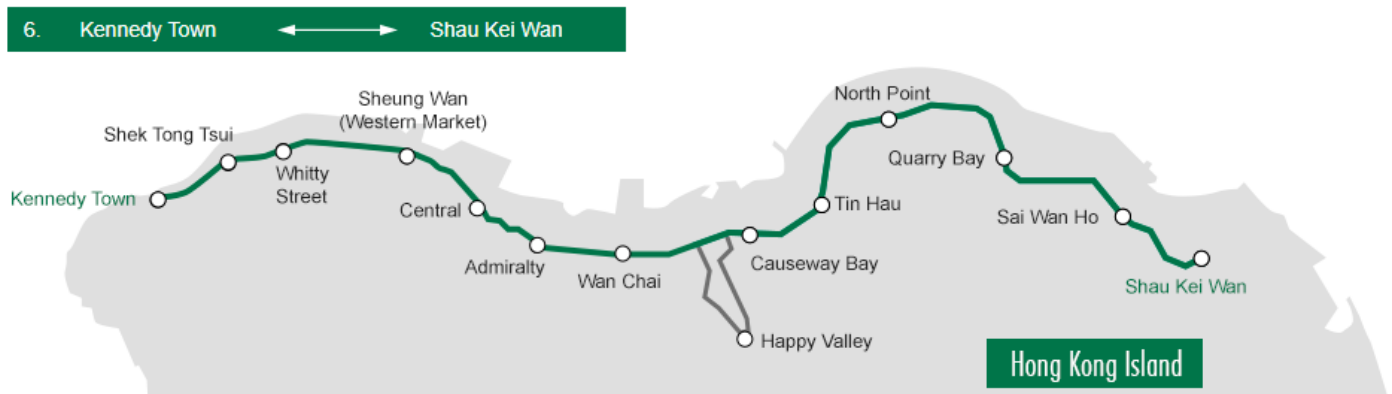 6. Kennedy Town Shau Kei Wan
Sheung Wan
(Western Market)
North Point
Shek Tong Tsui
Quarry Bay
Whitty
Street
Kennedy Town
Central
Tin Hau
Sai Wan Ho
Admiralty
Wan Chai
Causeway Bay
Shau Kei Wan
Happy Valley
Hong Kong Island